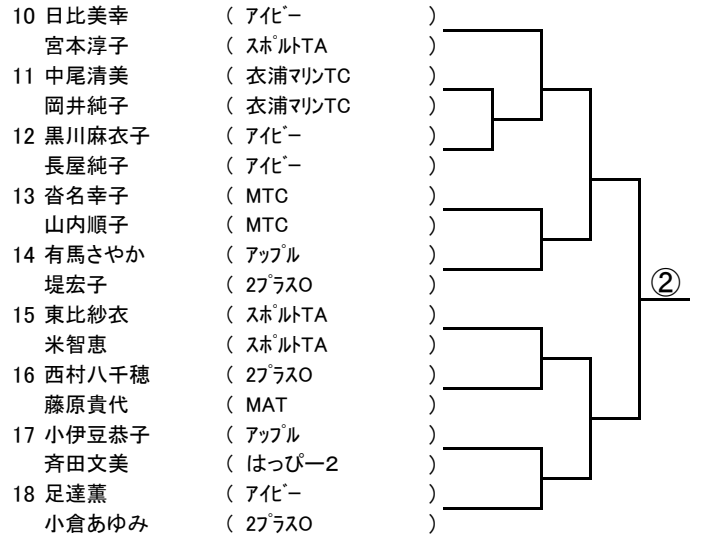 10 日比美幸 ( ｱｲﾋﾞｰ )
宮本淳子 ( ｽﾎﾟﾙﾄTA )
11 中尾清美 ( 衣浦ﾏﾘﾝTC )
岡井純子 ( 衣浦ﾏﾘﾝTC )
12 黒川麻衣子 ( ｱｲﾋﾞｰ )
長屋純子 ( ｱｲﾋﾞｰ )
13 沓名幸子 ( MTC )
山内順子 ( MTC )
14 有馬さやか ( ｱｯﾌﾟﾙ )
堤宏子 ( 2ﾌﾟﾗｽO )
②
15 東比紗衣 ( ｽﾎﾟﾙﾄTA )
米智恵 ( ｽﾎﾟﾙﾄTA )
16 西村八千穂 ( 2ﾌﾟﾗｽO )
藤原貴代 ( MAT )
17 小伊豆恭子 ( ｱｯﾌﾟﾙ )
斉田文美 ( はっぴー2 )
18 足達薫 ( ｱｲﾋﾞｰ )
小倉あゆみ ( 2ﾌﾟﾗｽO )